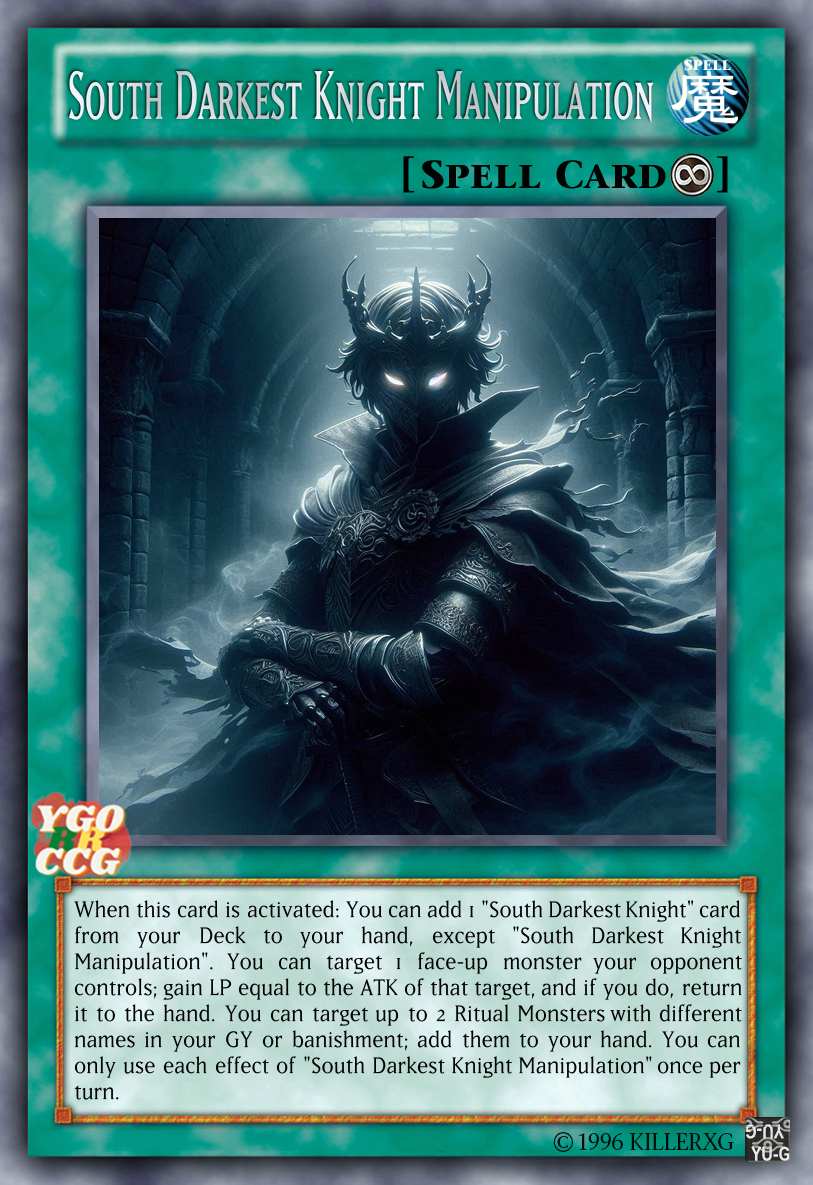 South Darkest Knight Manipulation
SPELL
魔
[Spell Card∞]
YGO
BR
CCG
When this card is activated: You can add 1 "South Darkest Knight" card
from your Deck to your hand, except "South Darkest Knight
Manipulation". You can target 1 face-up monster your opponent
controls; gain LP equal to the ATK of that target, and if you do, return
it to the hand. You can target up to 2 Ritual Monsters with different
names in your GY or banishment; add them to your hand. You can
only use each effect of "South Darkest Knight Manipulation" once per
turn.
© 1996 KILLERXG
YU-G